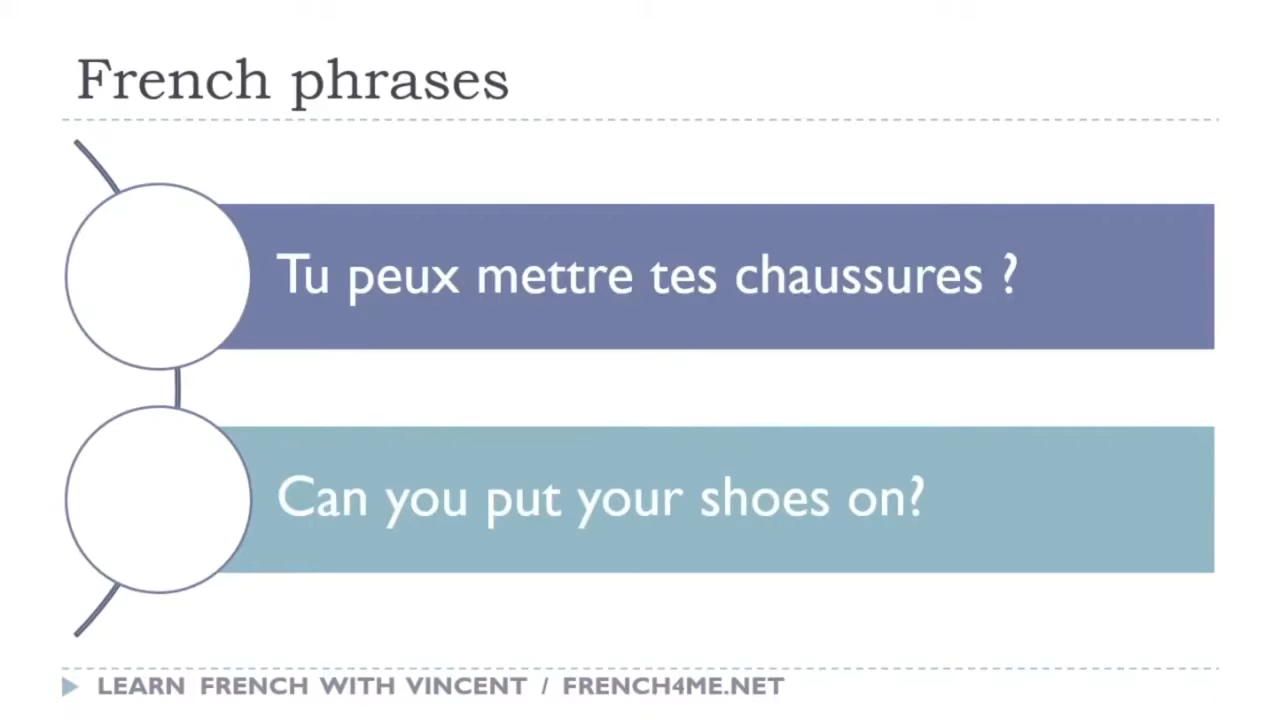 French phrases
Tu peux mettre tes chaussures ?
Can you put your shoes on?
LEARN FRENCH WITH VINCENT / FRENCH4ME.NET